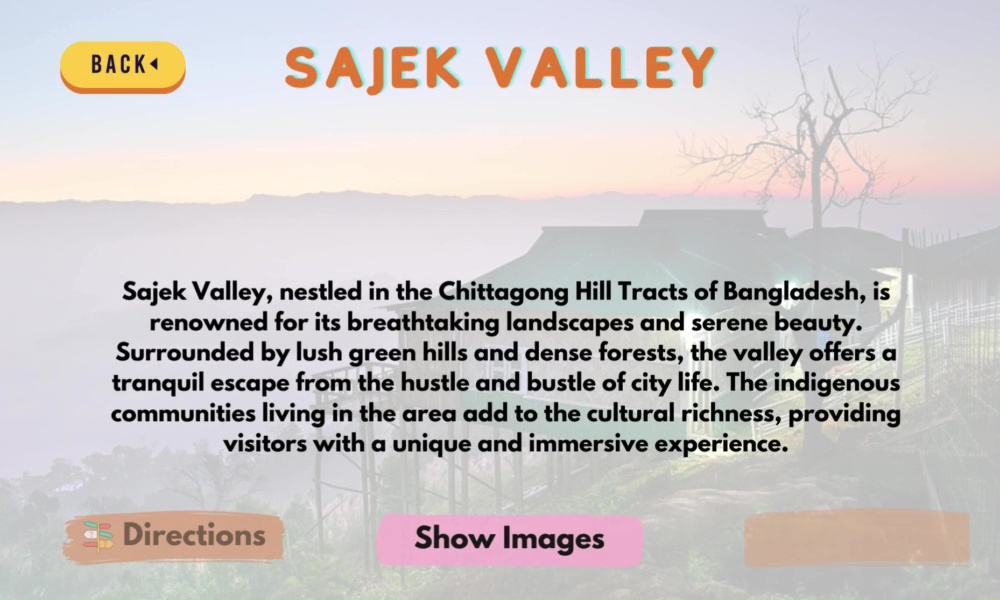 BACK
SAJEK VALLEY
Sajek Valley, nestled in the Chittagong Hill Tracts of Bangladesh, is
renowned for its breathtaking landscapes and serene beauty.
Surrounded by lush green hills and dense forests, the valley offers a
tranquil escape from the hustle and bustle of city life. The indigenous
communities living in the area add to the cultural richness, providing
visitors with a unique and immersive experience.
Directions
Show Images